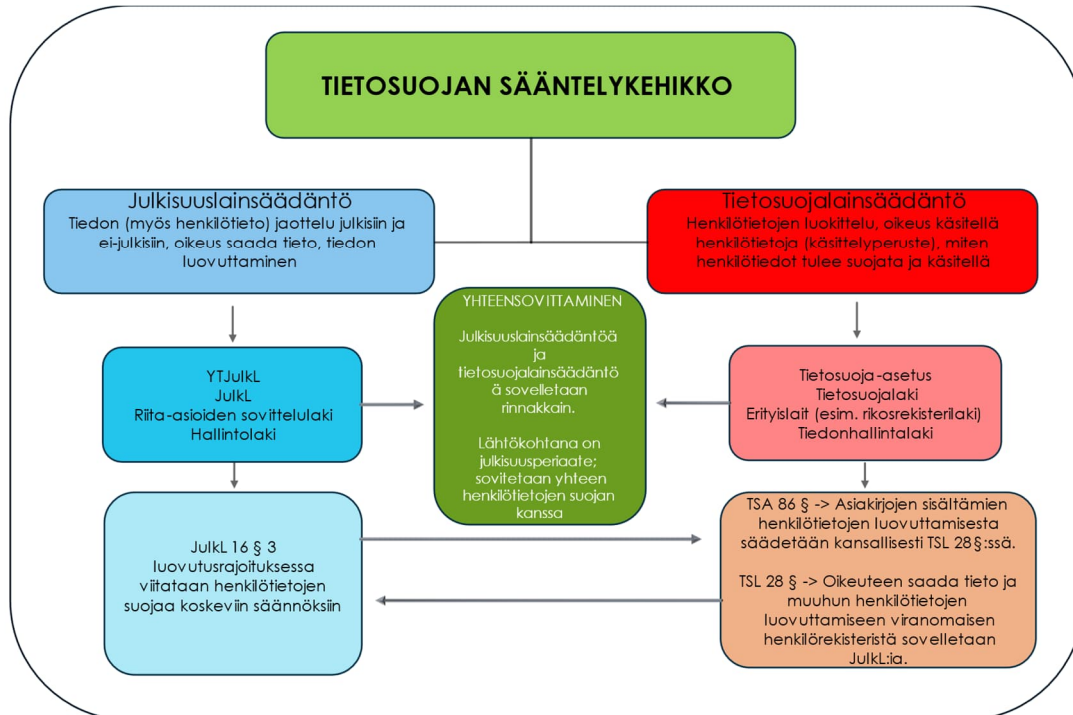 TIETOSUOJAN SÄÄNTELYKEHIKKO
Julkisuuslainsäädäntö
Tiedon (myös henkilötieto) jaottelu julkisiin ja
ei-julkisiin, oikeus saada tieto, tiedon
luovuttaminen
Tietosuojalainsäädäntö
Henkilötietojen luokittelu, oikeus käsitellä
henkilötietoja (käsittelyperuste), miten
henkilötiedot tulee suojata ja käsitellä
YHTEENSOVITTAMINEN
Julkisuuslainsäädäntöä
ja
tietosuojalainsäädäntö
ä sovelletaan
rinnakkain.
Lähtökohtana on
julkisuusperiaate;
sovitetaan yhteen
henkilötietojen suojan
kanssa
YTJulkL
JulkL
Riita-asioiden sovittelulaki
Hallintolaki
Tietosuoja-asetus
Tietosuojalaki
Erityislait (esim. rikosrekisterilaki)
Tiedonhallintalaki
JulkL 16 § 3
luovutusrajoituksessa
viitataan henkilötietojen
suojaa koskeviin säännöksiin
TSA 86 § -> Asiakirjojen sisältämien
henkilötietojen luovuttamisesta
säädetään kansallisesti TSL 28§:ssä.
TSL 28 § -> Oikeuteen saada tieto ja
muuhun henkilötietojen
luovuttamiseen viranomaisen
henkilörekisteristä sovelletaan
JulkL:ia.